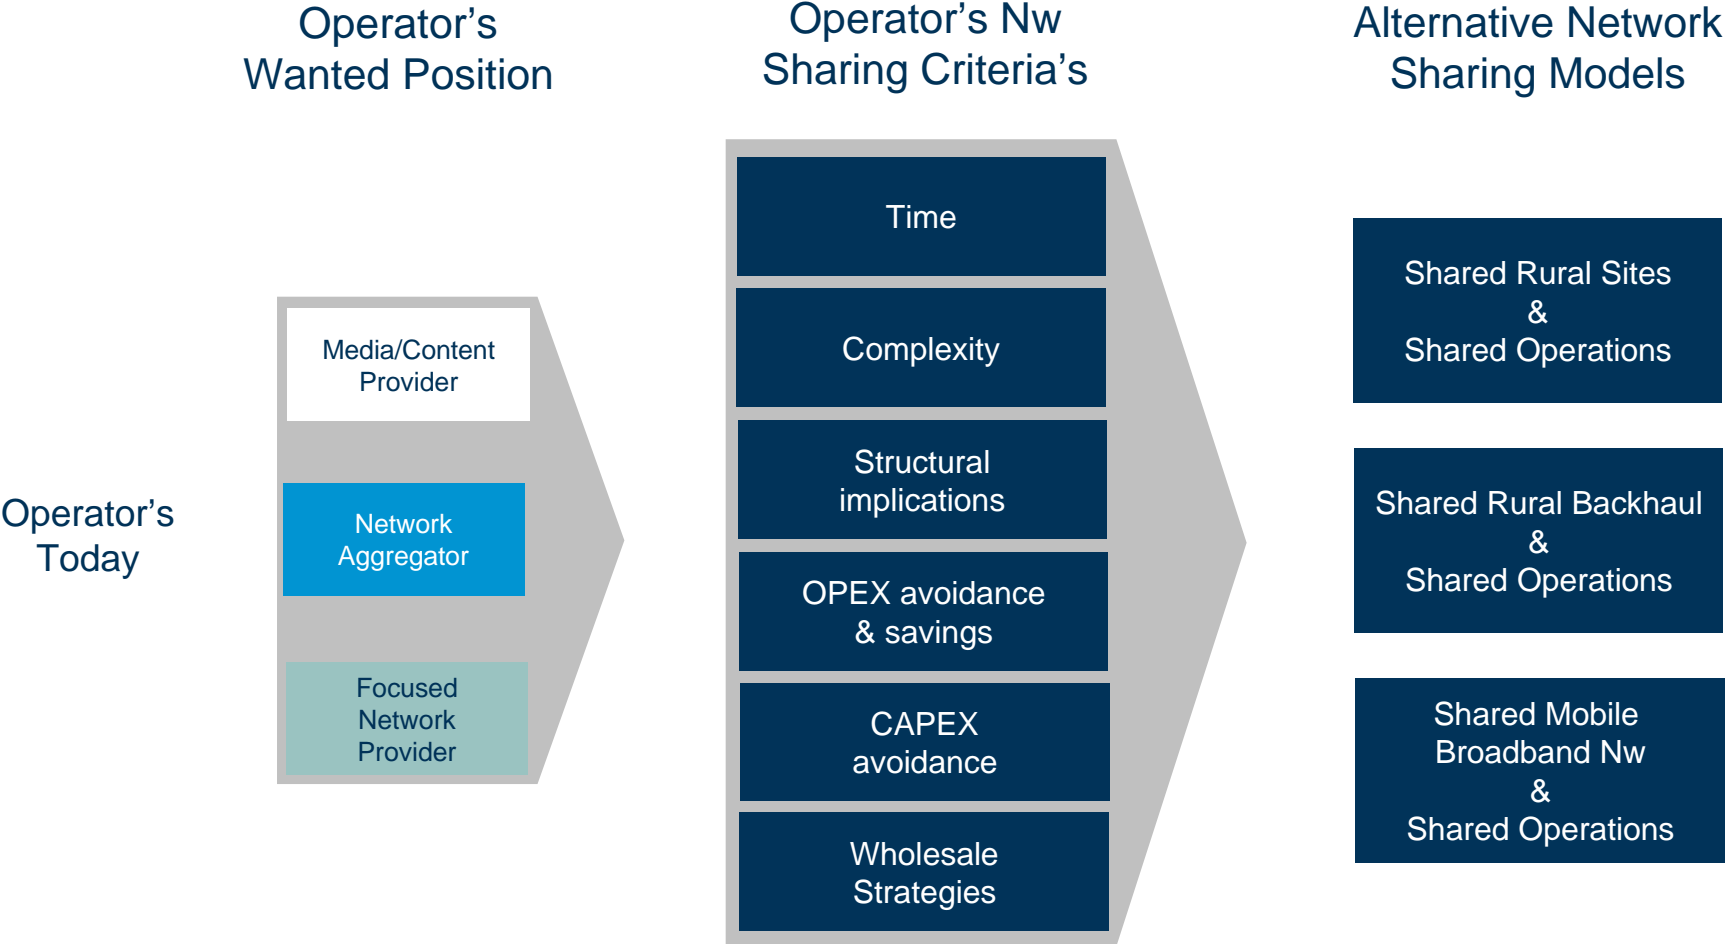 Operator’s
Wanted Position
Operator’s Nw
Sharing Criteria’s
Alternative Network
Sharing Models
Operator’s
Today
Media/Content
Provider
Network
Aggregator
Focused
Network
Provider
Time
Complexity
Structural
implications
OPEX avoidance
& savings
CAPEX
avoidance
Wholesale
Strategies
Shared Rural Sites
&
Shared Operations
Shared Rural Backhaul
&
Shared Operations
Shared Mobile
Broadband Nw
&
Shared Operations